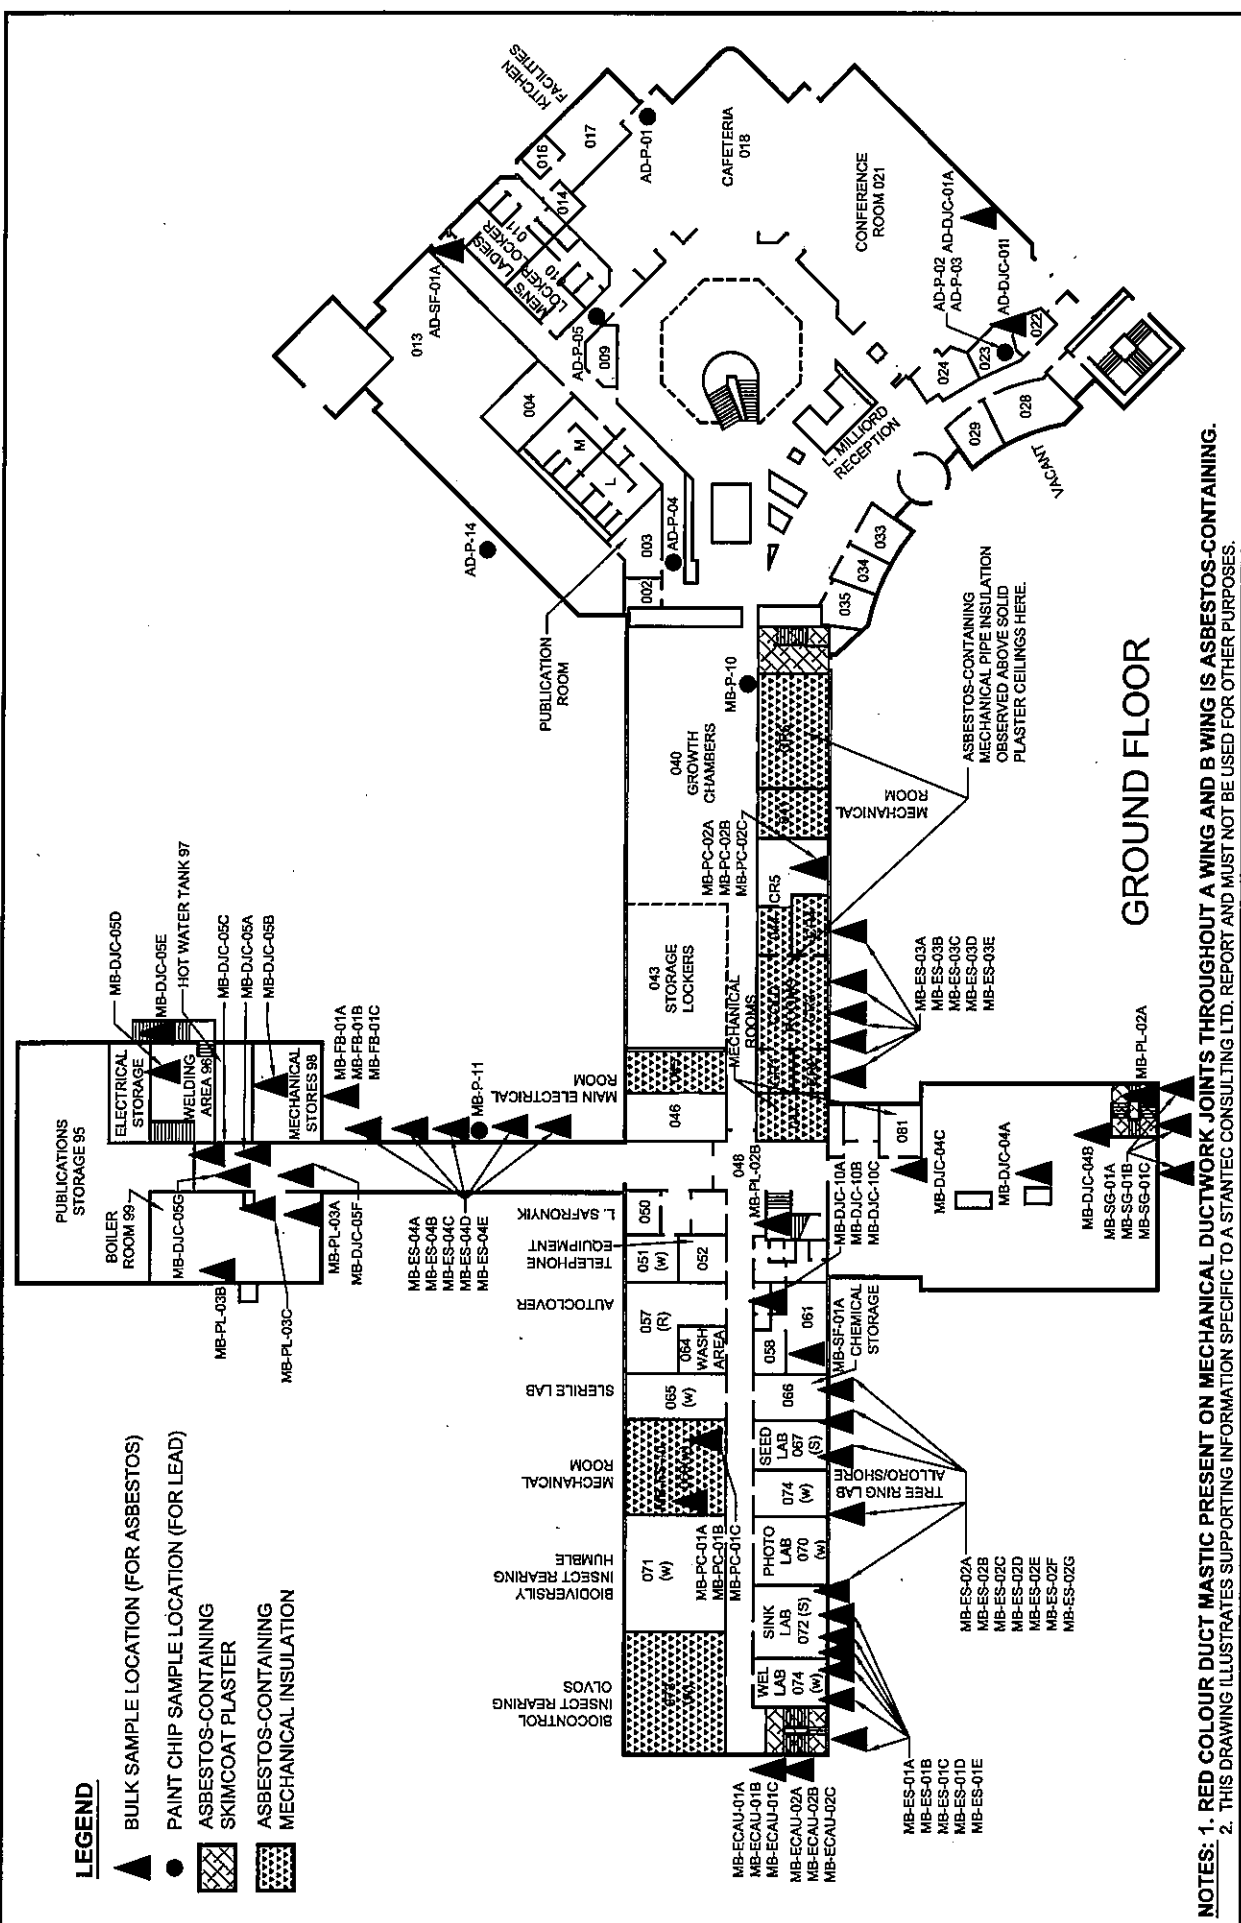 LEGEND
BULK SAMPLE LOCATION (FOR ASBESTOS)
PAINT CHIP SAMPLE LOCATION (FOR LEAD)
ASBESTOS-CONTAINING
SKIMCOAT PLASTER
ASBESTOS-CONTAINING
MECHANICAL INSULATION
PUBLICATIONS
STORAGE 95
BOILER
ROOM 99
MB-DJC-05G
MB-PL-03B
MB-PL-03C
MB-PL-03A
MB-DJC-05F
ELECTRICAL
STORAGE
WELDING
AREA 96
MECHANICAL
STORES 98
MB-DJC-05D
MB-DJC-05E
HOT WATER TANK 97
MB-DJC-05C
MB-DJC-05A
MB-DJC-05B
MB-FB-01A
MB-FB-01B
MB-FB-01C
MB-P-11
MB-ES-04A
MB-ES-04B
MB-ES-04C
MB-ES-04D
MB-ES-04E
MAIN ELECTRICAL
ROOM
046
043
STORAGE
LOCKERS
040
GROWTH
CHAMBERS
PUBLICATION
ROOM
002
003
AD-P-04
AD-P-14
004
M
L
013
AD-SF-01A
MEN'S
LOCKER
010
LADIES
LOCKER
011
AD-P-05
009
014
016
017
KITCHEN
FACILITIES
AD-P-01
CAFETERIA
018
CONFERENCE
ROOM 021
AD-DJC-01A
AD-P-02
AD-P-03
AD-DJC-011
022
023
024
028
029
VACANT
L. MILLIORD
RECEPTION
033
034
035
MB-P-10
MB-PC-02A
MB-PC-02B
MB-PC-02C
CR5
MECHANICAL
ROOM
ASBESTOS-CONTAINING
MECHANICAL PIPE INSULATION
OBSERVED ABOVE SOLID
PLASTER CEILINGS HERE.
MECHANICAL
ROOMS
COLD
ROOMS
MB-ES-03A
MB-ES-03B
MB-ES-03C
MB-ES-03D
MB-ES-03E
081
048
MB-PL-02B
MB-DJC-10A
MB-DJC-10B
MB-DJC-10C
MB-DJC-04C
MB-DJC-04A
MB-DJC-04B
MB-SG-01A
MB-SG-01B
MB-SG-01C
MB-PL-02A
L. SAFRONYIK
050
TELEPHONE
EQUIPMENT
051
(w)
052
AUTOCLOVER
057
(R)
064
WASH
AREA
SLERILE LAB
065
(w)
MECHANICAL
ROOM
MB-PC-01A
MB-PC-01B
MB-PC-01C
BIODIVERSILY
INSECT REARING
HUMBLE
071
(w)
BIOCONTROL
INSECT REARING
OLVOS
058
061
MB-SF-01A
CHEMICAL
STORAGE
066
SEED
LAB
067
(S)
074
(w)
TREE RING LAB
ALLORO/SHORE
PHOTO
LAB
070
(w)
SINK
LAB
072 (S)
WEL
LAB
074
(w)
MB-ES-02A
MB-ES-02B
MB-ES-02C
MB-ES-02D
MB-ES-02E
MB-ES-02F
MB-ES-02G
MB-ES-01A
MB-ES-01B
MB-ES-01C
MB-ES-01D
MB-ES-01E
MB-ECAU-01A
MB-ECAU-01B
MB-ECAU-01C
MB-ECAU-02A
MB-ECAU-02B
MB-ECAU-02C
GROUND FLOOR
NOTES: 1. RED COLOUR DUCT MASTIC PRESENT ON MECHANICAL DUCTWORK JOINTS THROUGHOUT A WING AND B WING IS ASBESTOS-CONTAINING.
2. THIS DRAWING ILLUSTRATES SUPPORTING INFORMATION SPECIFIC TO A STANTEC CONSULTING LTD. REPORT AND MUST NOT BE USED FOR OTHER PURPOSES.